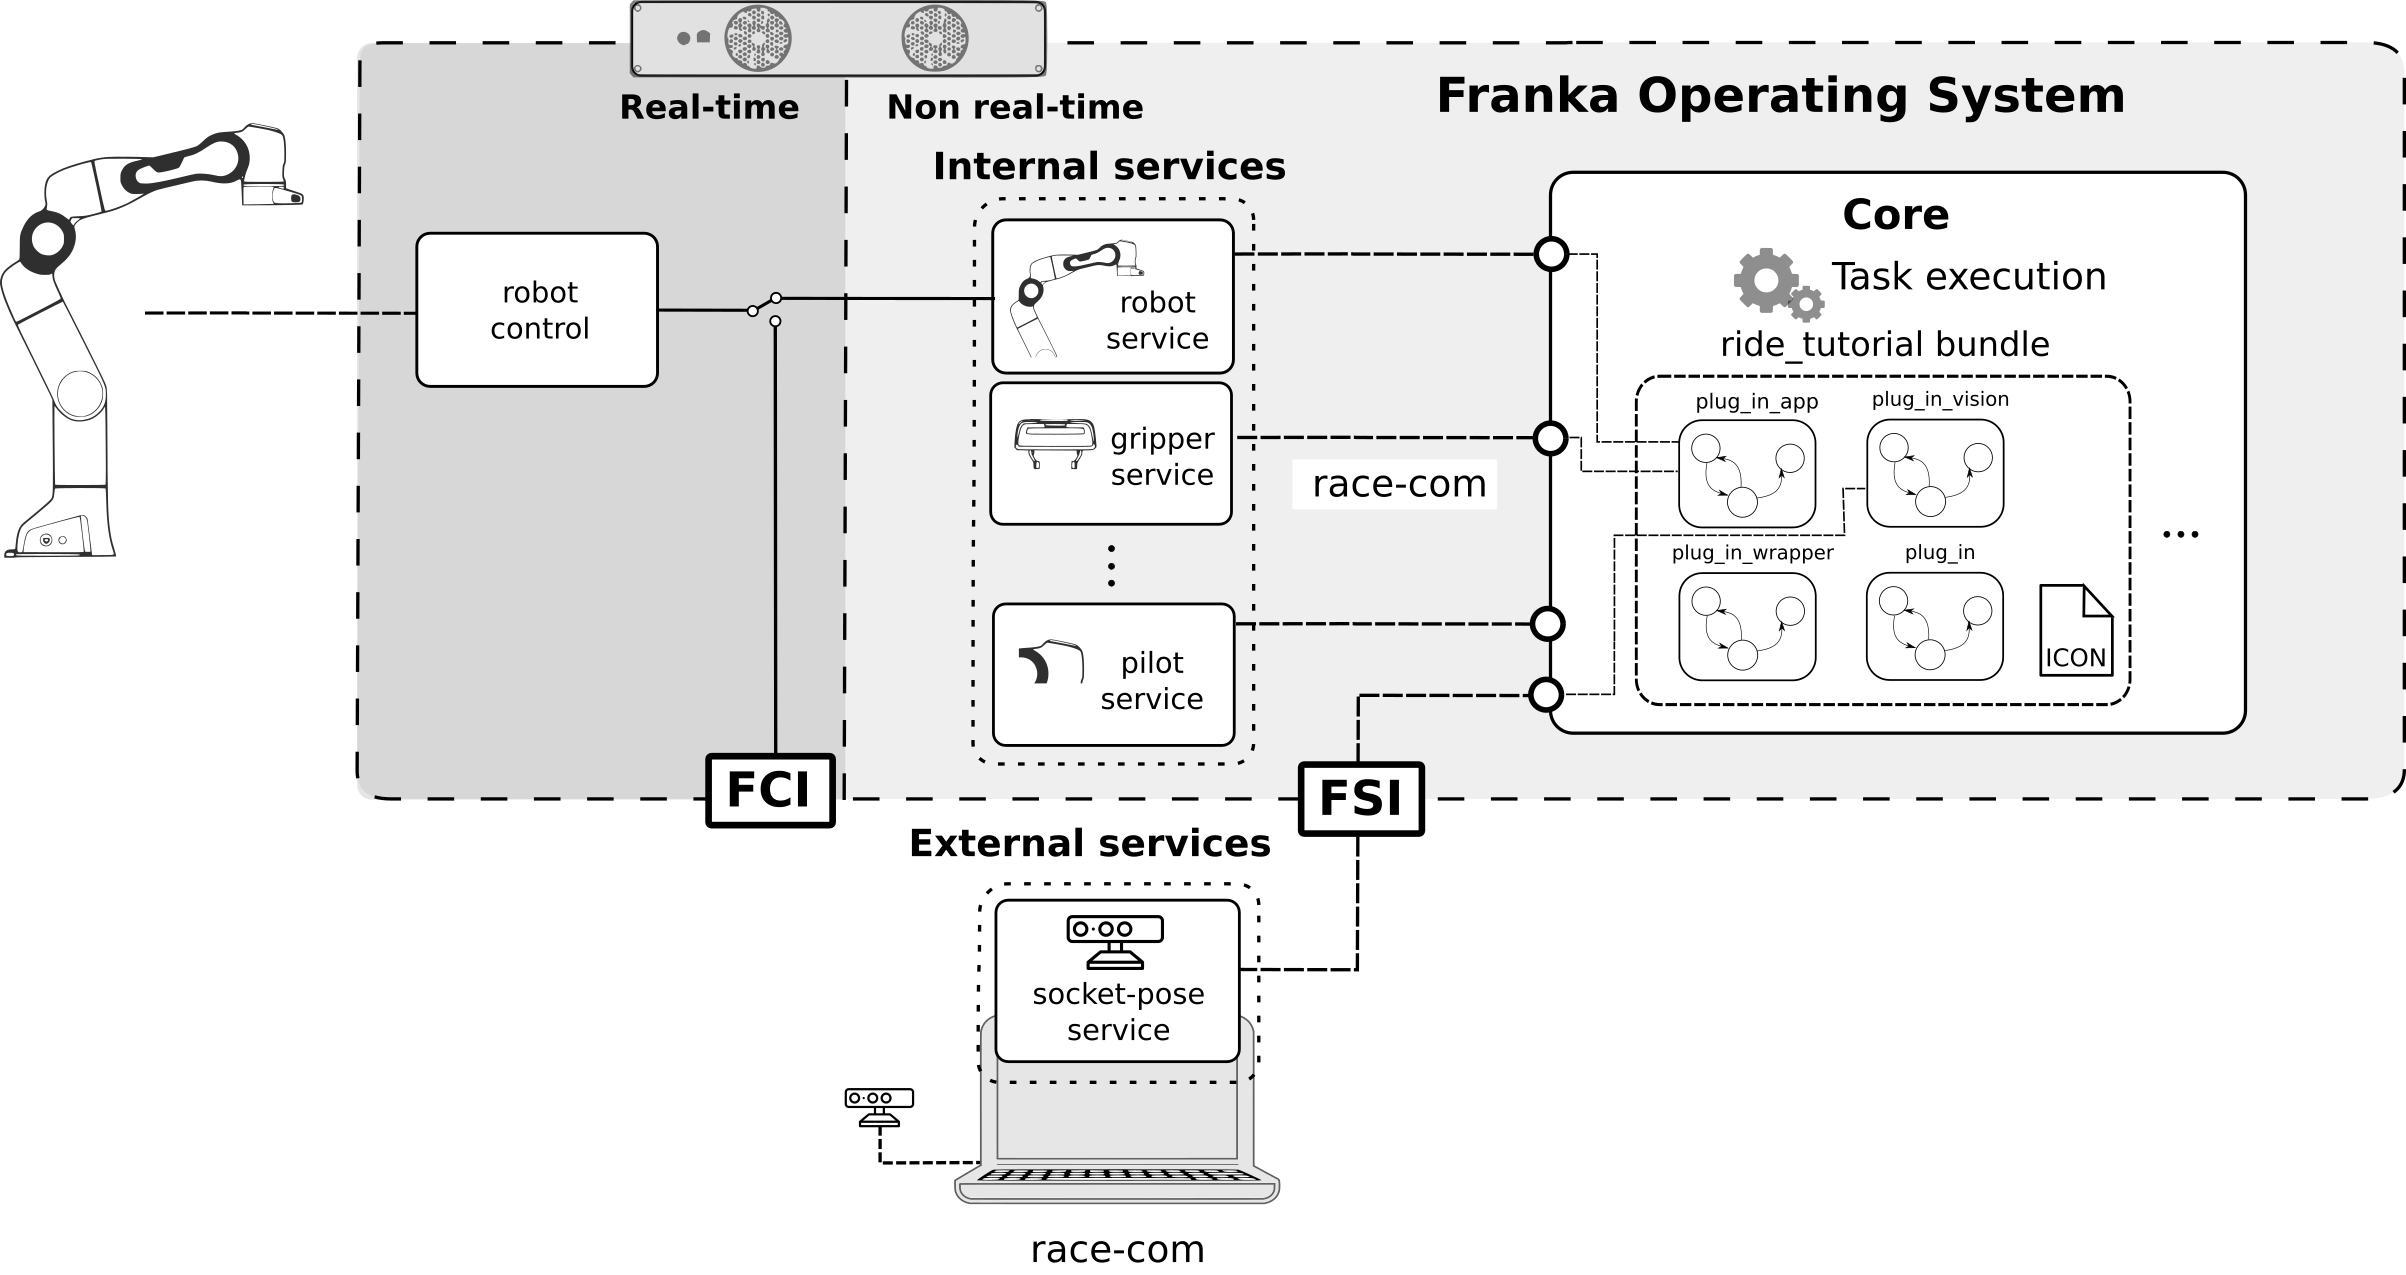 Real-time
Non real-time
Franka Operating System
Internal services
Core
Task execution
ride_tutorial bundle
robot
control
robot
service
gripper
service
race-com
plug_in_app
plug_in_vision
plug_in_wrapper
plug_in
...
ICON
pilot
service
FCI
FSI
External services
socket-pose
service
race-com